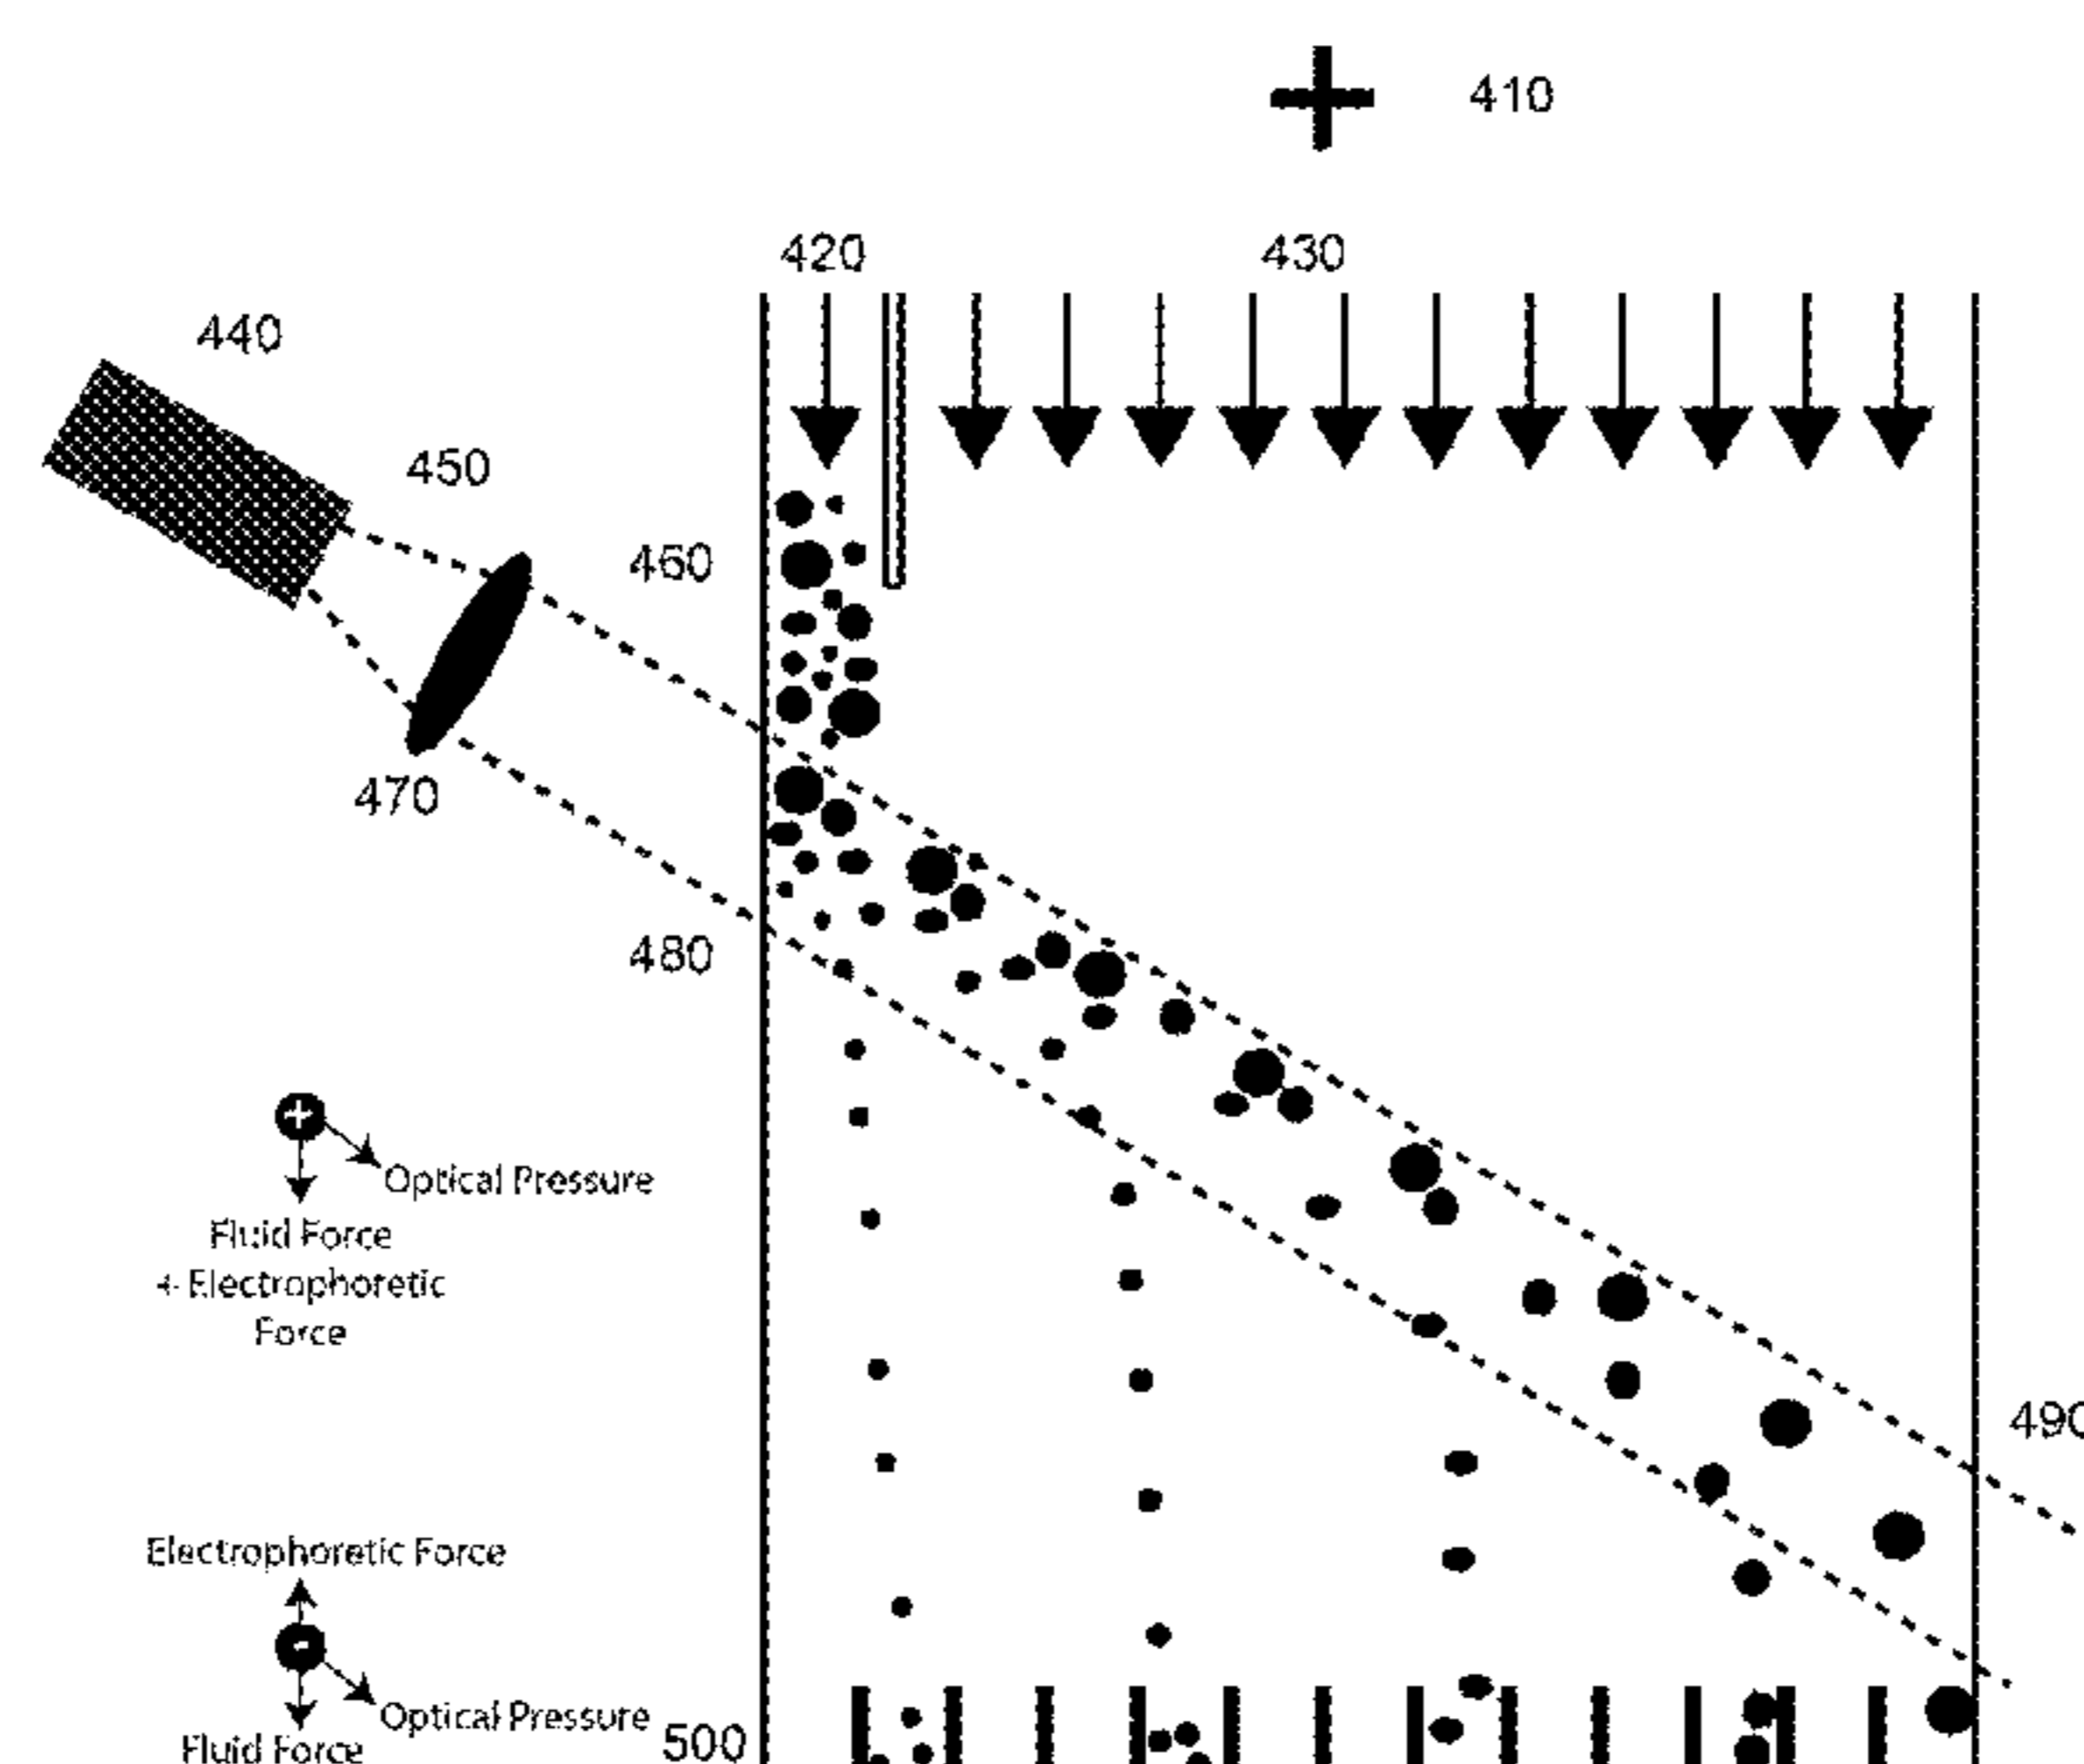 410
420
430
440
450
460
470
480
Optical Pressure
Fluid Force
+ Electrophoretic
Force
490
Electrophoretic Force
Optical Pressure
Fluid Force
500